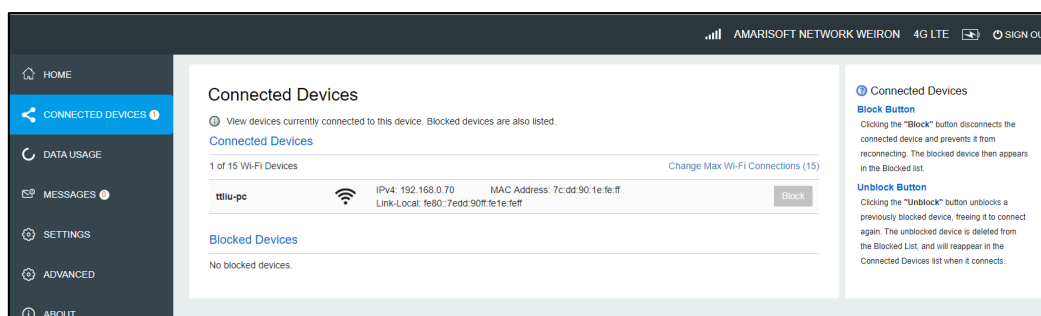 AMARISOFT NETWORK WEIRON 4G LTE SIGN OU
HOME
CONNECTED DEVICES 1
DATA USAGE
MESSAGES 0
SETTINGS
ADVANCED
ABOUT
Connected Devices
View devices currently connected to this device. Blocked devices are also listed.
Connected Devices
1 of 15 Wi-Fi Devices Change Max Wi-Fi Connections (15)
ttliu-pc
IPv4: 192.168.0.70 MAC Address: 7c:dd:90:1e:fe:ff
Link-Local: fe80::7edd:90ff:fe1e:feff
Block
Blocked Devices
No blocked devices.
Connected Devices
Block Button
Clicking the "Block" button disconnects the
connected device and prevents it from
reconnecting. The blocked device then appears
in the Blocked list.
Unblock Button
Clicking the "Unblock" button unblocks a
previously blocked device, freeing it to connect
again. The unblocked device is deleted from
the Blocked List, and will reappear in the
Connected Devices list when it connects.